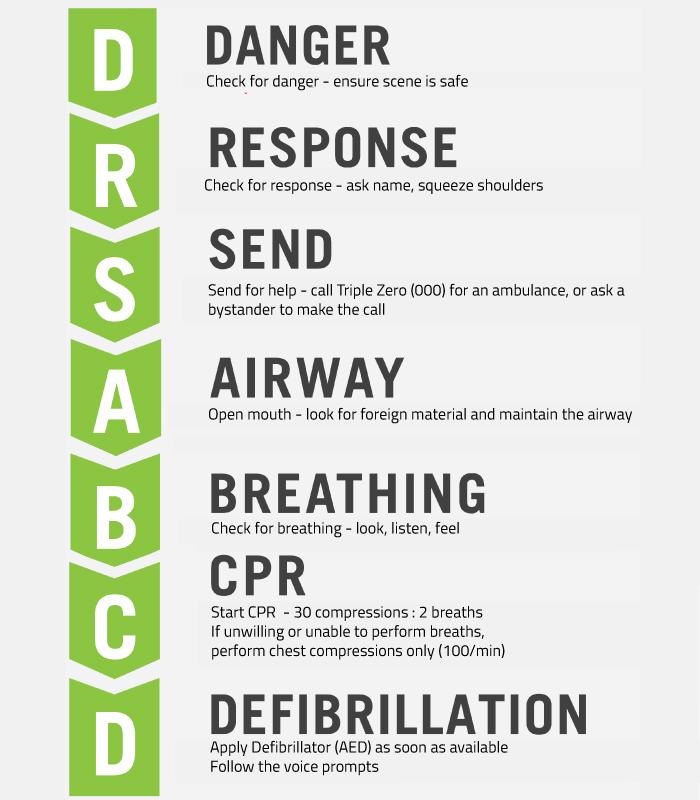 D
DANGER
Check for danger - ensure scene is safe
R
RESPONSE
Check for response - ask name, squeeze shoulders
S
SEND
Send for help - call Triple Zero (000) for an ambulance, or ask a
bystander to make the call
A
AIRWAY
Open mouth - look for foreign material and maintain the airway
B
BREATHING
Check for breathing - look, listen, feel
C
CPR
Start CPR - 30 compressions : 2 breaths
If unwilling or unable to perform breaths,
perform chest compressions only (100/min)
D
DEFIBRILLATION
Apply Defibrillator (AED) as soon as available
Follow the voice prompts